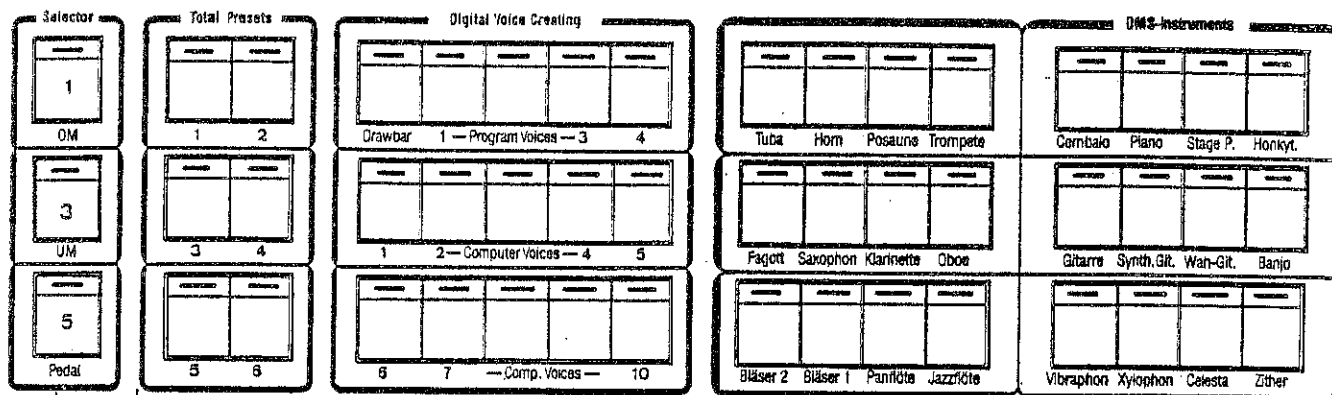 Selector Total Presets Digital Voice Creating DMS-Instruments
1
OM 1 2 Drawbar 1 — Program Voices — 3 4 Tuba Horn Posaune Trompete Cembalo Piano Stage P. Honkyt.
3
UM 3 4 1 2 — Computer Voices — 4 5 Fagott Saxophon Klarinette Oboe Gitarre Synth. Git. Wah-Git. Banjo
5
Pedal 5 6 6 7 — Comp. Voices — 10 Bläser 2 Bläser 1 Panflöte Jazzflöte Vibraphon Xylophon Celesta Zither